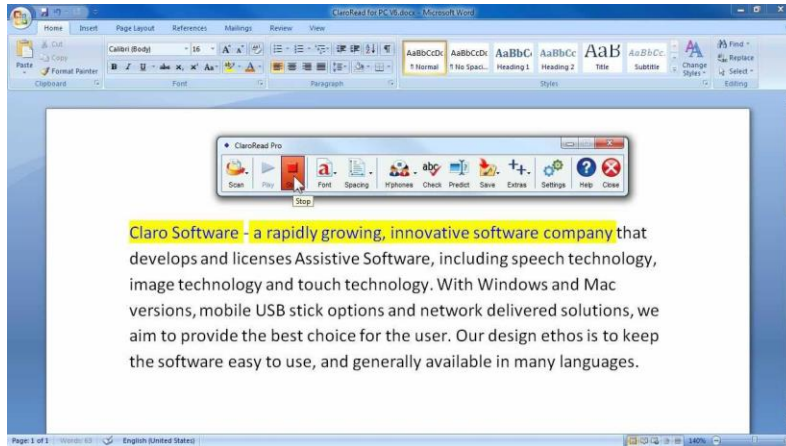 ClaroRead for PC V6.docx - Microsoft Word
Home Insert Page Layout References Mailings Review View
Cut
Copy
Format Painter
Paste
Calibri (Body) 16
AaBbCcDc AaBbCcDc AaBbC AaBbCc AaB AaBbCc.
¶ Normal ¶ No Spaci... Heading 1 Heading 2 Title Subtitle
Change Styles
Find
Replace
Select
Clipboard Font Paragraph Styles Editing
ClaroRead Pro
Scan Play Font Spacing H'phones Check Predict Save Extras Settings Help Close
Stop
Claro Software - a rapidly growing, innovative software company that
develops and licenses Assistive Software, including speech technology,
image technology and touch technology. With Windows and Mac
versions, mobile USB stick options and network delivered solutions, we
aim to provide the best choice for the user. Our design ethos is to keep
the software easy to use, and generally available in many languages.
Page: 1 of 1 Words: 63 English (United States) 140%